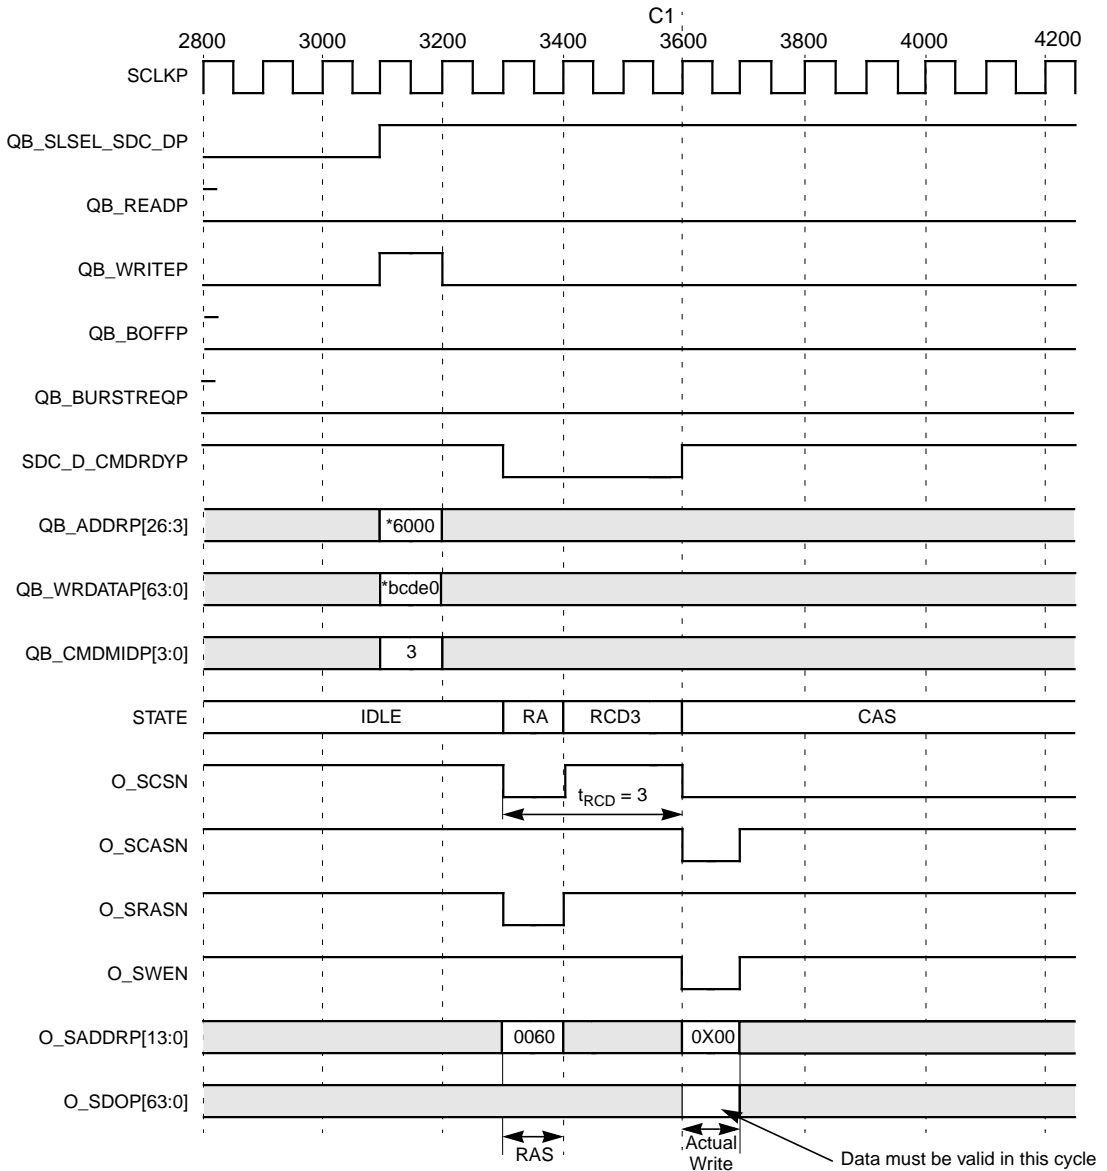 C1
2800 3000 3200 3400 3600 3800 4000 4200
SCLKP
QB_SLSEL_SDC_DP
QB_READP
QB_WRITEP
QB_BOFFP
QB_BURSTREQP
SDC_D_CMDRDYP
QB_ADDRP[26:3] *6000
QB_WRDATAP[63:0] *bcde0
QB_CMDMIDP[3:0] 3
STATE IDLE RA RCD3 CAS
O_SCSN
tRCD = 3
O_SCASN
O_SRASN
O_SWEN
O_SADDRP[13:0] 0060 0X00
O_SDOP[63:0]
RAS
Actual
Write
Data must be valid in this cycle